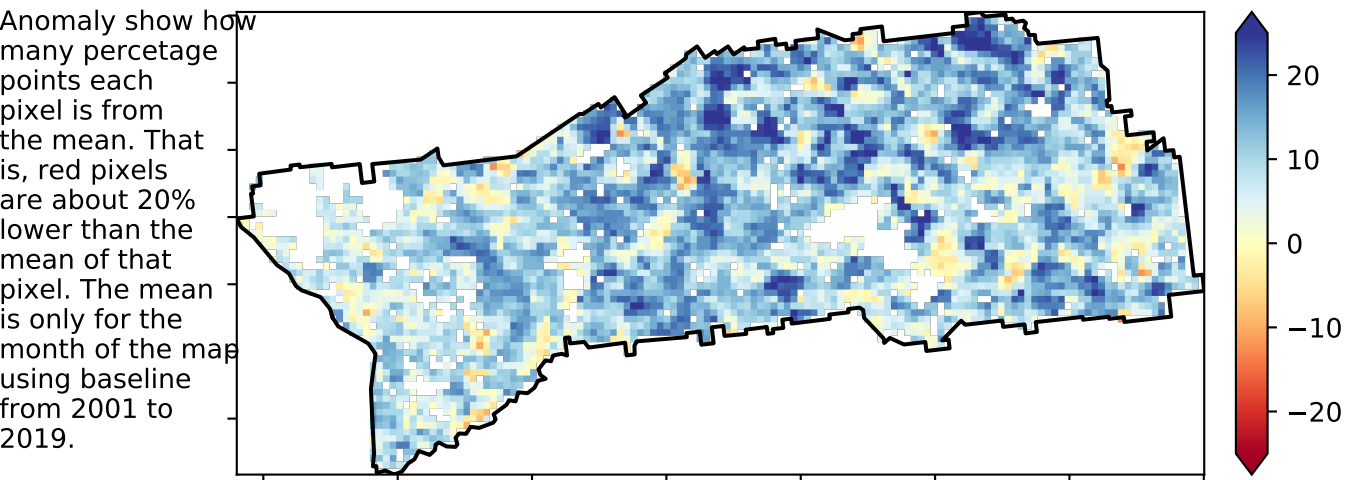 Anomaly show how
many percetage
points each
pixel is from
the mean. That
is, red pixels
are about 20%
lower than the
mean of that
pixel. The mean
is only for the
month of the map
using baseline
from 2001 to
2019.
20
10
0
−10
−20